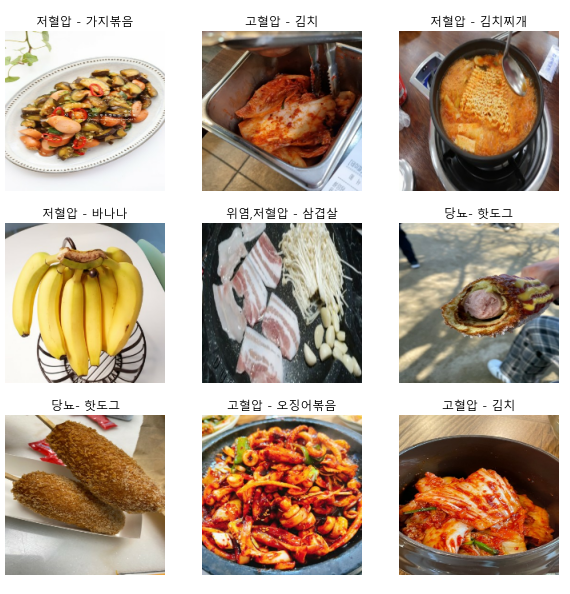 저혈압 - 가지볶음
고혈압 - 김치
저혈압 - 김치찌개
저혈압 - 바나나
위염,저혈압 - 삼겹살
당뇨- 핫도그
당뇨- 핫도그
고혈압 - 오징어볶음
고혈압 - 김치